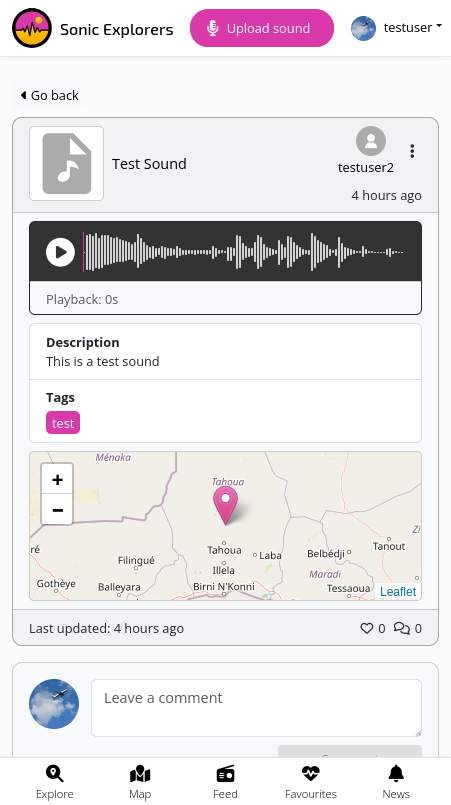 Sonic Explorers
Upload sound
testuser
Go back
Test Sound
testuser2
4 hours ago
Playback: 0s
Description
This is a test sound
Tags
test
Ménaka
+
−
Tahoua
Zi
ré
Filingué
Tahoua
Laba
Belbédji
Tanout
Gothèye
Balleyara
Illela
Birni N'Konni
Maradi
Tessaoua
Leaflet
Last updated: 4 hours ago
0
0
Leave a comment
Explore
Map
Feed
Favourites
News